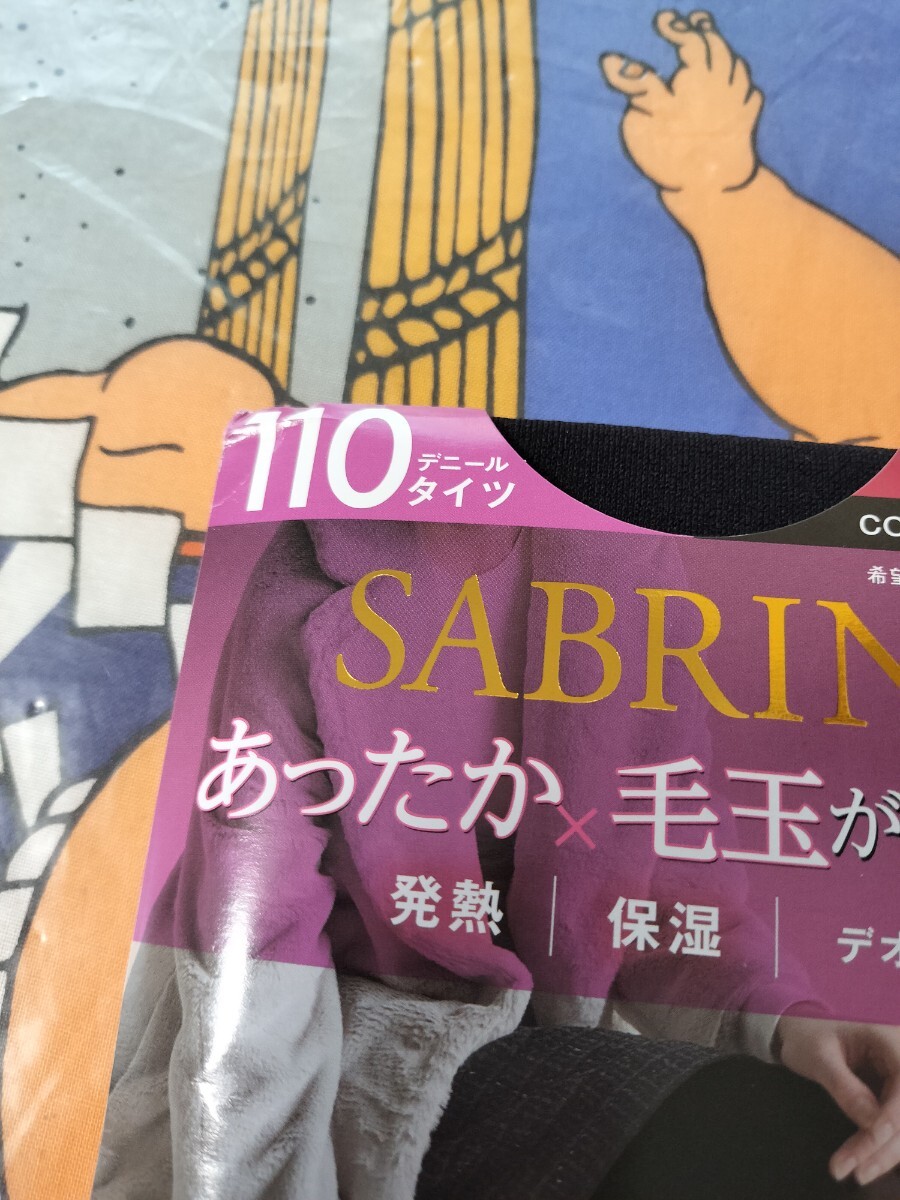 110
デニール
タイツ
CO
希望
SABRIN
あったか×毛玉が
発熱 | 保湿 | デオ